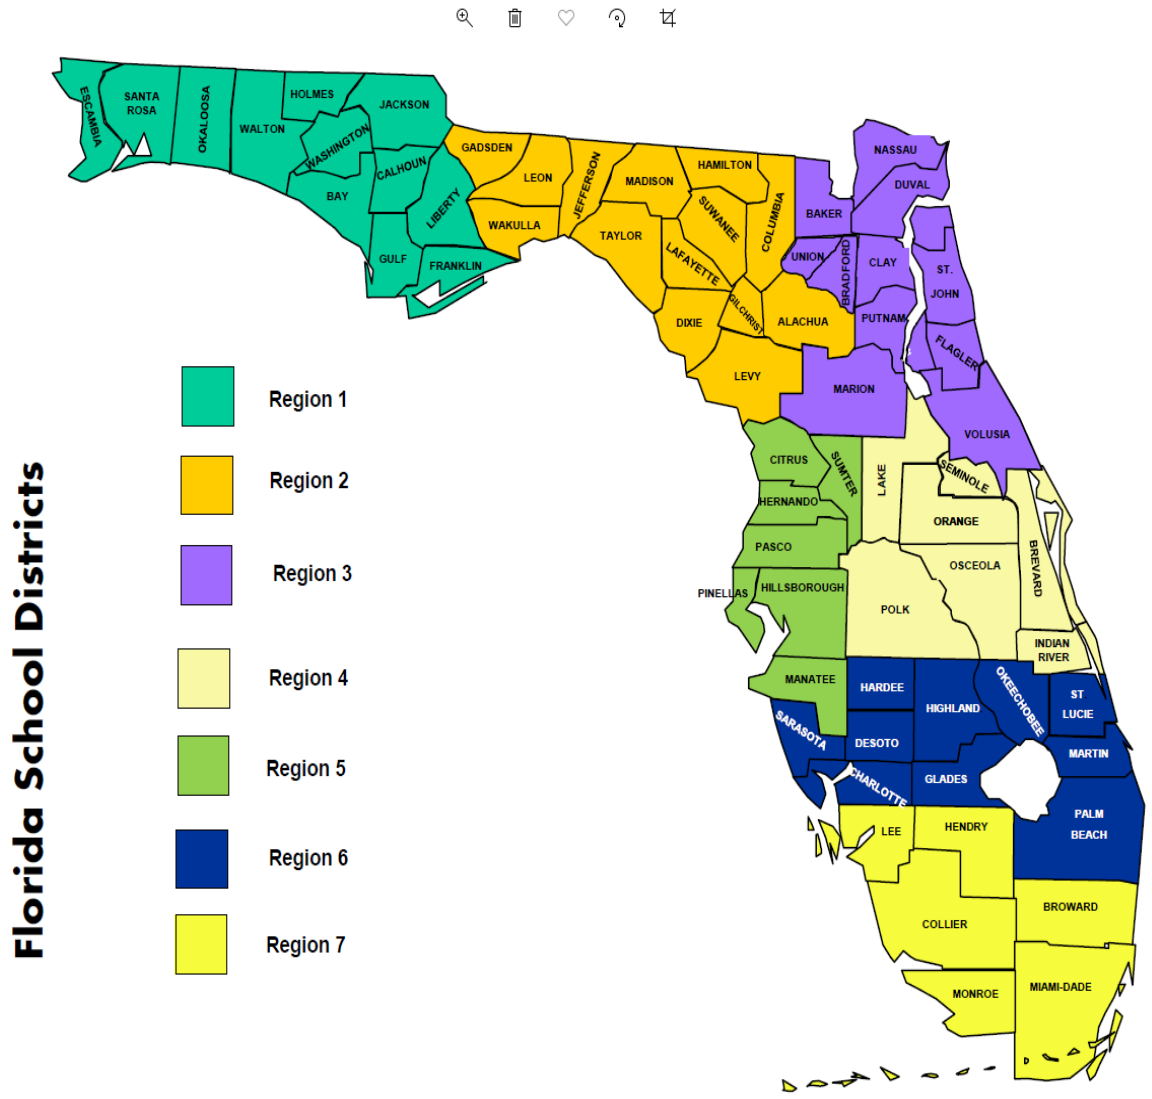 ESCAMBIA
SANTA
ROSA
OKALOOSA
WALTON
HOLMES
WASHINGTON
JACKSON
BAY
CALHOUN
LIBERTY
GULF
FRANKLIN
GADSDEN
LEON
WAKULLA
JEFFERSON
MADISON
TAYLOR
HAMILTON
SUWANEE
LAFAYETTE
COLUMBIA
DIXIE
GILCHRIST
ALACHUA
LEVY
NASSAU
DUVAL
BAKER
UNION
BRADFORD
CLAY
ST.
JOHN
PUTNAM
FLAGLER
MARION
VOLUSIA
CITRUS
SUMTER
LAKE
SEMINOLE
HERNANDO
ORANGE
PASCO
OSCEOLA
BREVARD
PINELLAS
HILLSBOROUGH
POLK
INDIAN
RIVER
MANATEE
HARDEE
HIGHLAND
OKEECHOBEE
ST
LUCIE
SARASOTA
DESOTO
MARTIN
CHARLOTTE
GLADES
PALM
BEACH
LEE
HENDRY
BROWARD
COLLIER
MONROE
MIAMI-DADE
Region 1
Region 2
Region 3
Region 4
Region 5
Region 6
Region 7
Florida School Districts